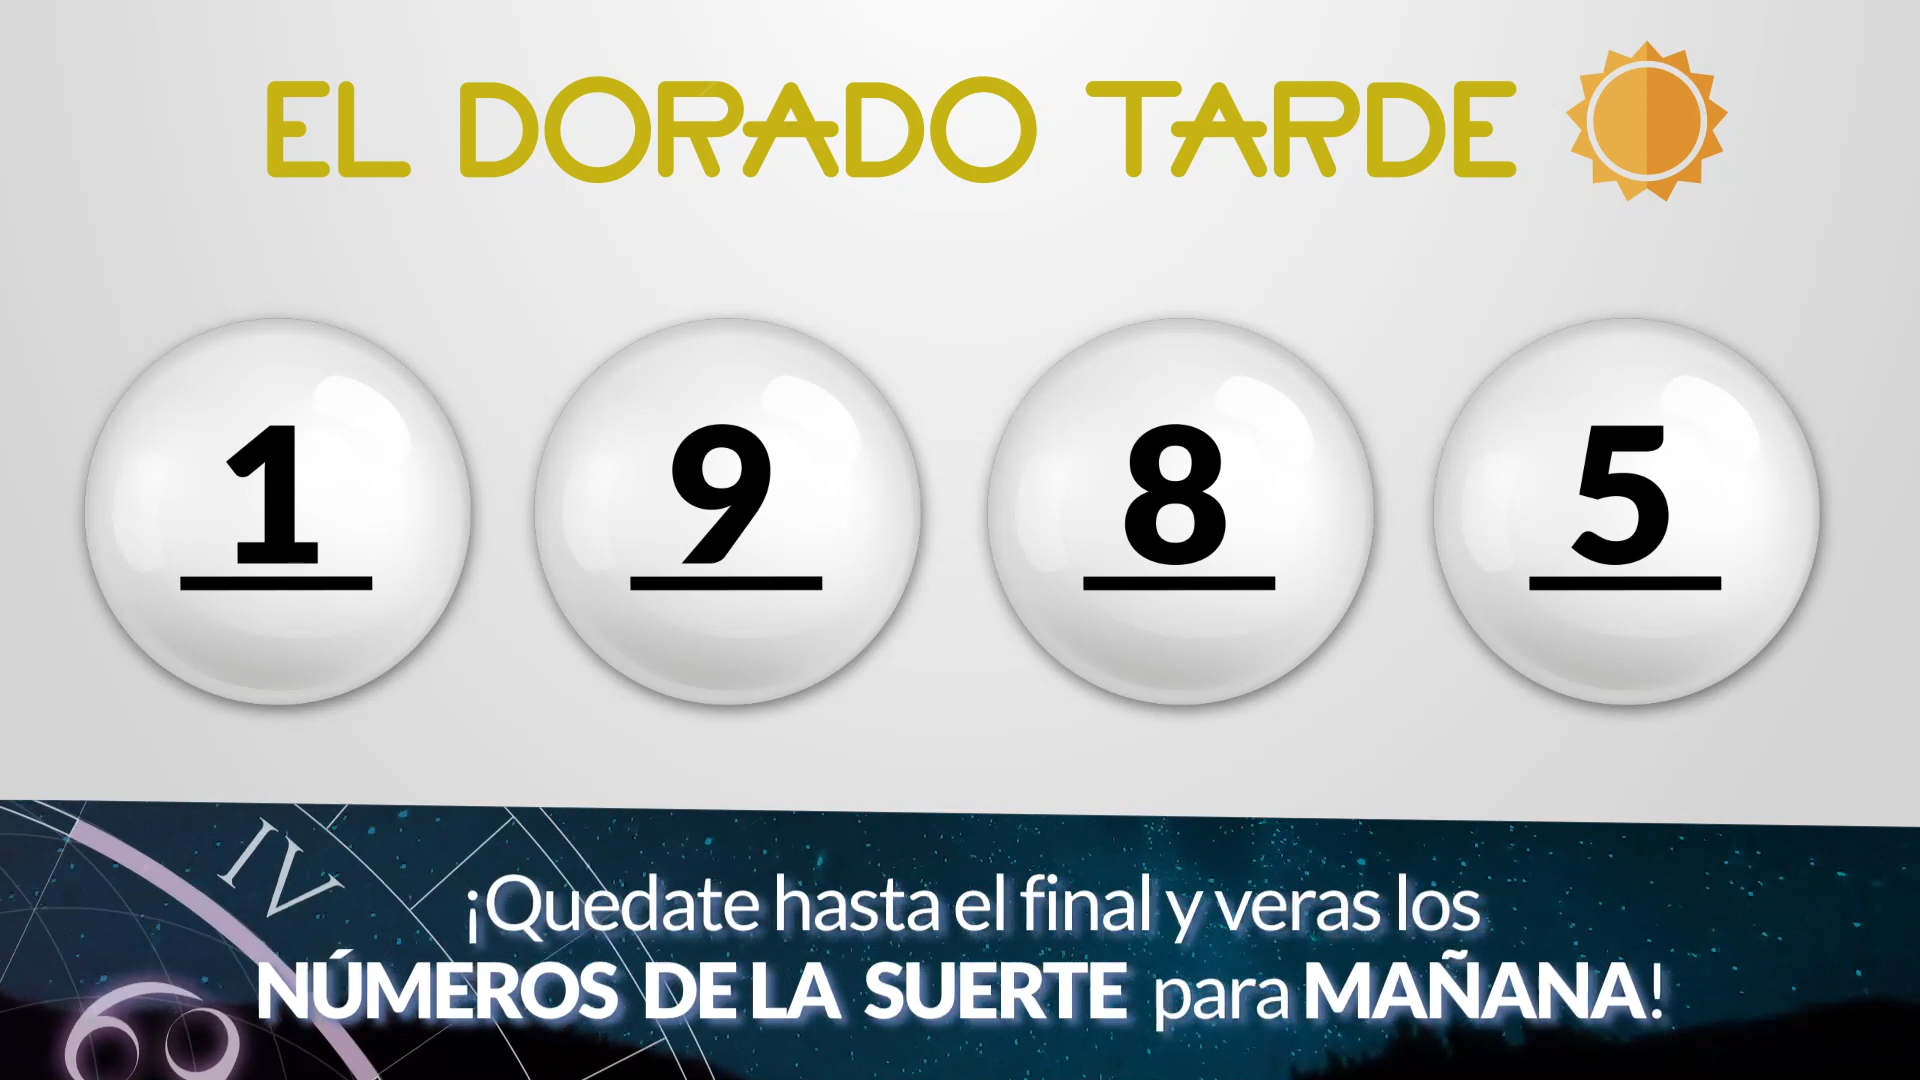 EL DORADO TARDE
1 9 8 5
IV
¡Quedate hasta el final y veras los
NÚMEROS DE LA SUERTE para MAÑANA!